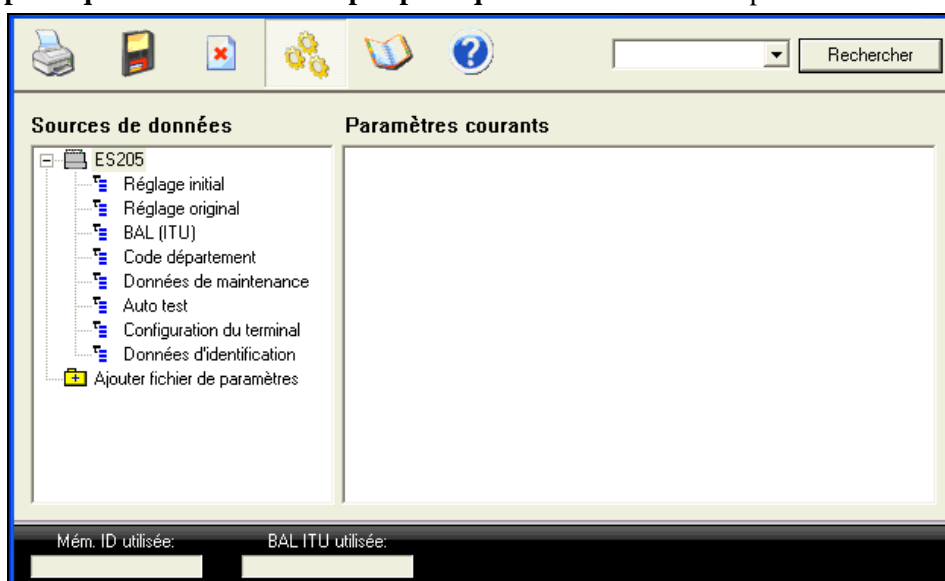 Rechercher
Sources de données
Paramètres courants
ES205
Réglage initial
Réglage original
BAL (ITU)
Code département
Données de maintenance
Auto test
Configuration du terminal
Données d'identification
Ajouter fichier de paramètres
Mém. ID utilisée:
BAL ITU utilisée: